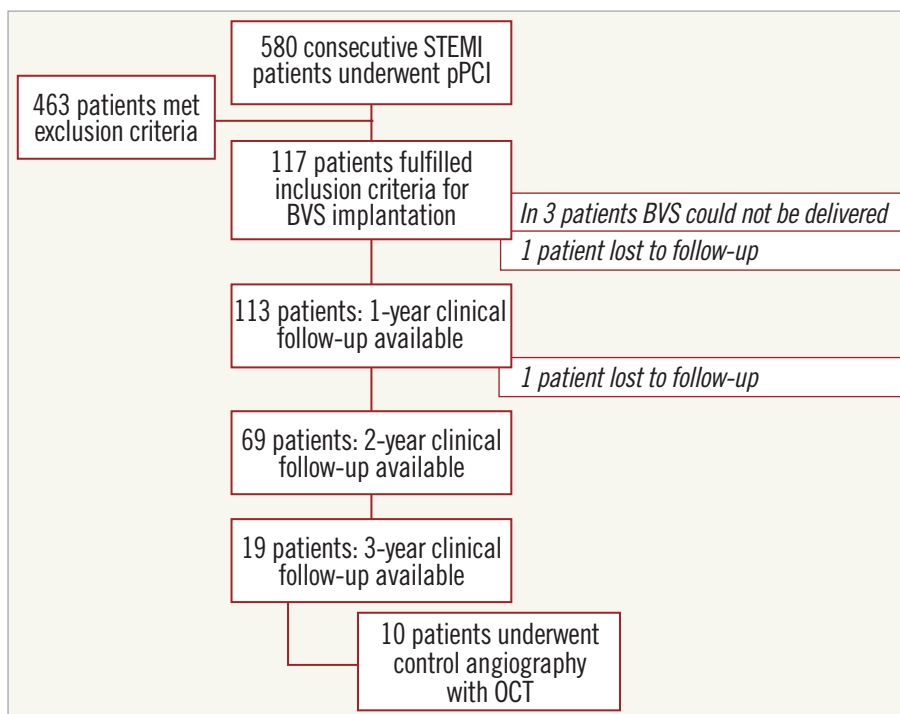 580 consecutive STEMI
patients underwent pPCI
463 patients met
exclusion criteria
117 patients fulfilled
inclusion criteria for
BVS implantation
In 3 patients BVS could not be delivered
1 patient lost to follow-up
113 patients: 1-year clinical
follow-up available
1 patient lost to follow-up
69 patients: 2-year clinical
follow-up available
19 patients: 3-year clinical
follow-up available
10 patients underwent
control angiography
with OCT